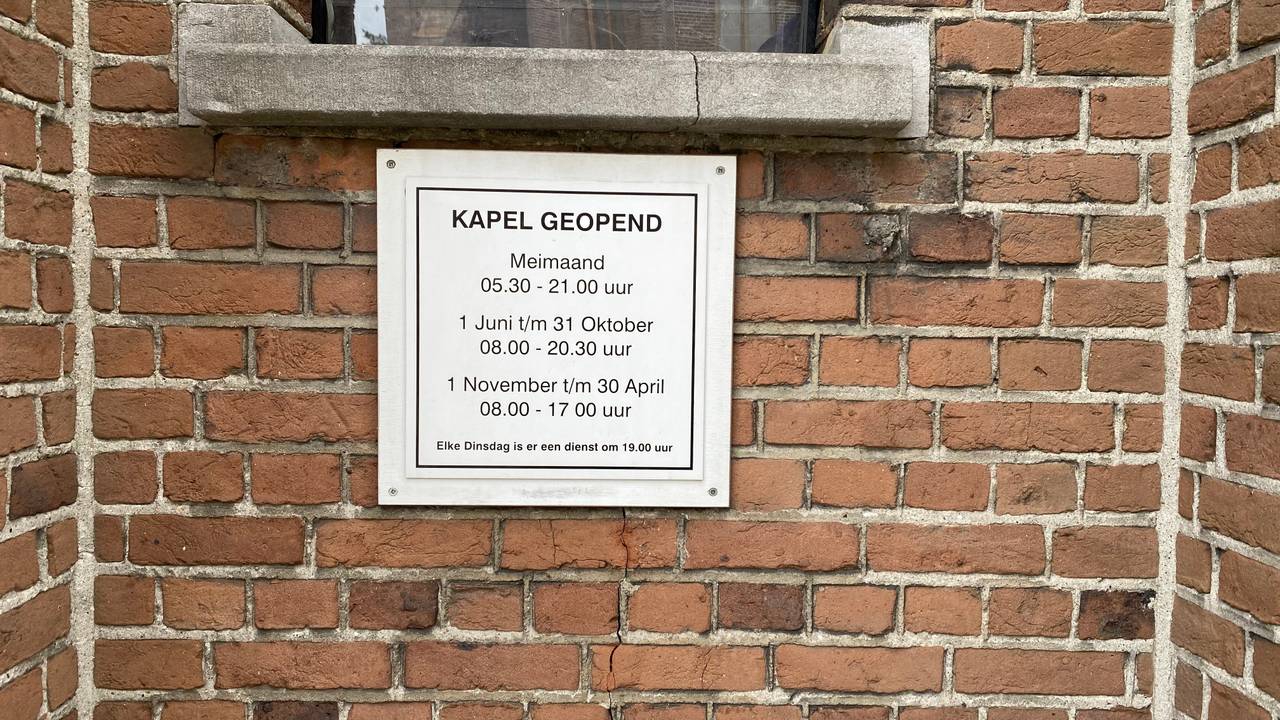 KAPEL GEOPEND
Meimaand
05.30 - 21.00 uur
1 Juni t/m 31 Oktober
08.00 - 20.30 uur
1 November t/m 30 April
08.00 - 17 00 uur
Elke Dinsdag is er een dienst om 19.00 uur